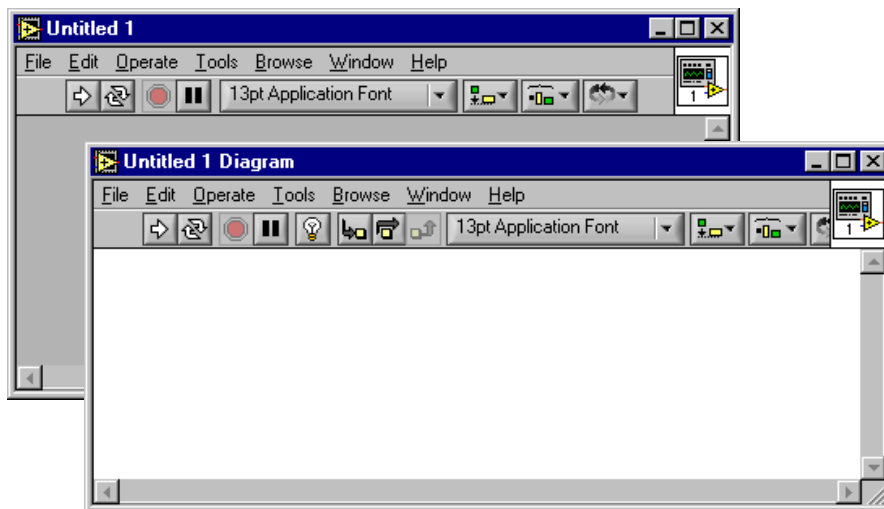 Untitled 1
File Edit Operate Tools Browse Window Help
13pt Application Font
1
Untitled 1 Diagram
File Edit Operate Tools Browse Window Help
13pt Application Font
1